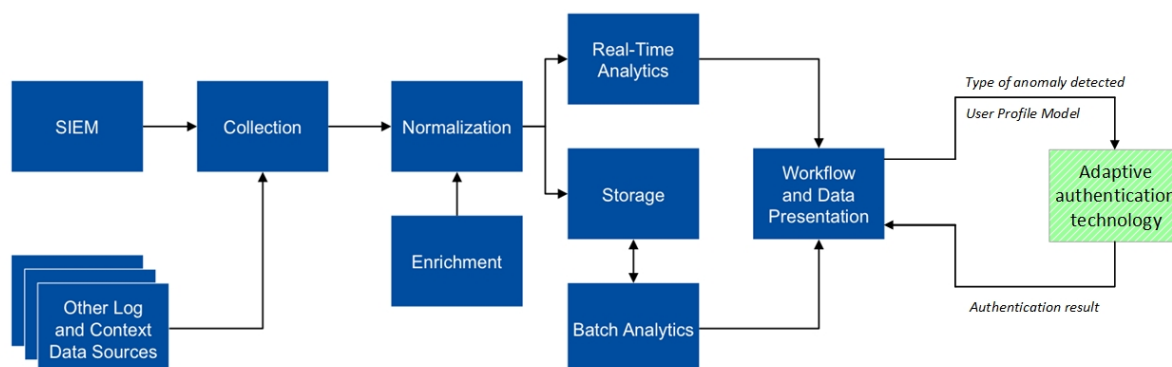 SIEM
Collection
Normalization
Real-Time
Analytics
Storage
Enrichment
Batch Analytics
Other Log
and Context
Data Sources
Workflow
and Data
Presentation
Type of anomaly detected
User Profile Model
Adaptive
authentication
technology
Authentication result